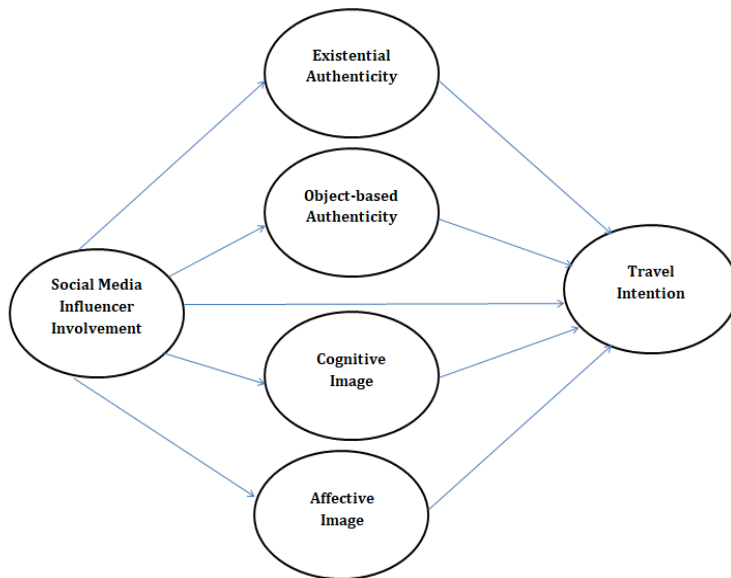 Existential
Authenticity
Object-based
Authenticity
Social Media
Influencer
Involvement
Travel
Intention
Cognitive
Image
Affective
Image